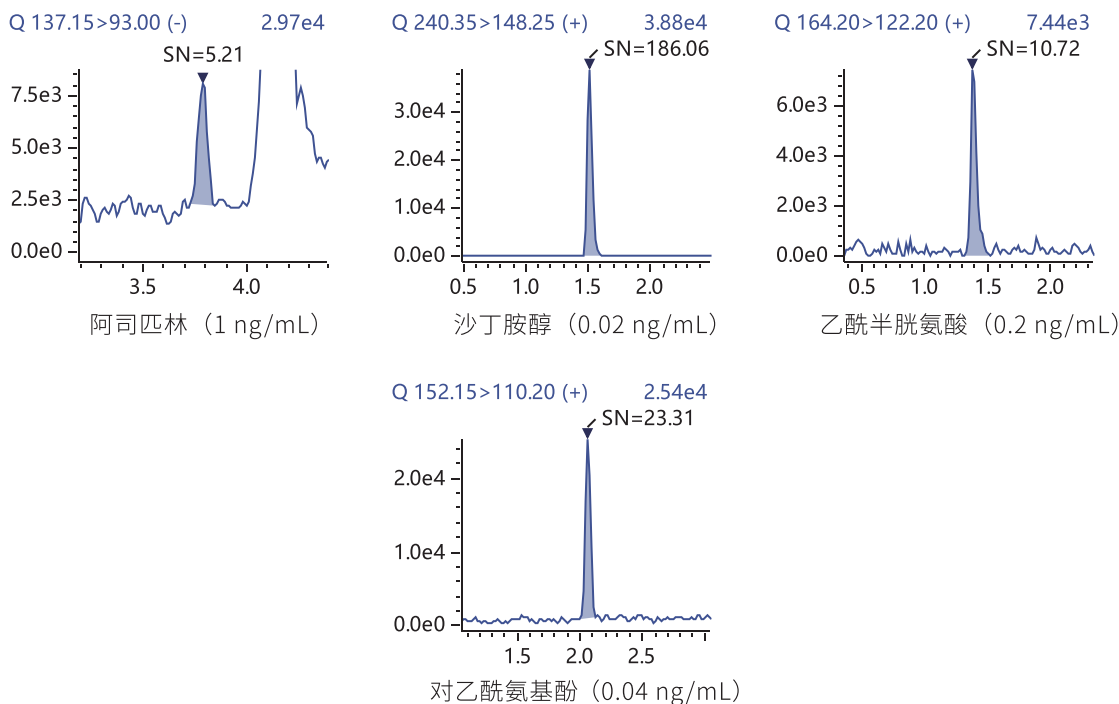 Q 137.15>93.00 (-) 2.97e4
SN=5.21
7.5e3
5.0e3
2.5e3
0.0e0
3.5 4.0
阿司匹林（1 ng/mL）
Q 240.35>148.25 (+) 3.88e4
SN=186.06
3.0e4
2.0e4
1.0e4
0.0e0
0.5 1.0 1.5 2.0
沙丁胺醇（0.02 ng/mL）
Q 164.20>122.20 (+) 7.44e3
SN=10.72
6.0e3
4.0e3
2.0e3
0.0e0
0.5 1.0 1.5 2.0
乙酰半胱氨酸（0.2 ng/mL）
Q 152.15>110.20 (+) 2.54e4
SN=23.31
2.0e4
1.0e4
0.0e0
1.5 2.0 2.5
对乙酰氨基酚（0.04 ng/mL）